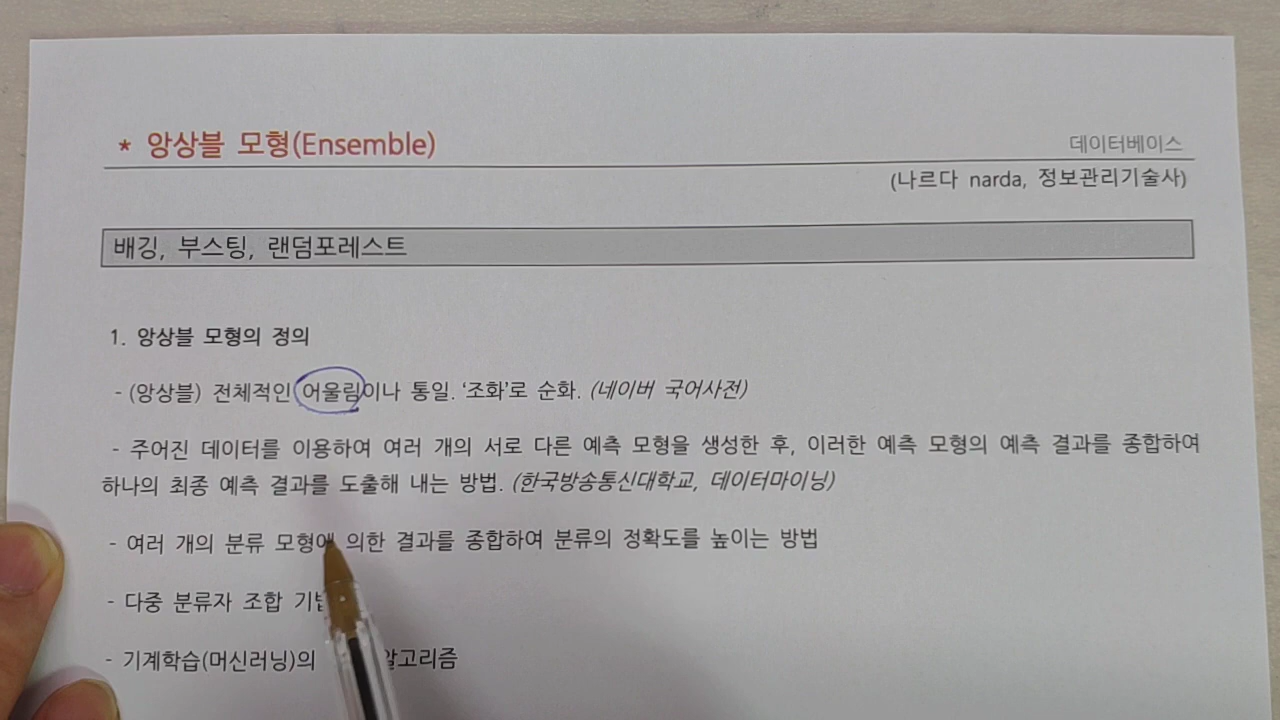 * 앙상블 모형(Ensemble)
데이터베이스
(나르다 narda, 정보관리기술사)
배깅, 부스팅, 랜덤포레스트
1. 앙상블 모형의 정의
- (앙상블) 전체적인 어울림이나 통일. ‘조화’로 순화. (네이버 국어사전)
- 주어진 데이터를 이용하여 여러 개의 서로 다른 예측 모형을 생성한 후, 이러한 예측 모형의 예측 결과를 종합하여
하나의 최종 예측 결과를 도출해 내는 방법. (한국방송통신대학교, 데이터마이닝)
- 여러 개의 분류 모형에 의한 결과를 종합하여 분류의 정확도를 높이는 방법
- 다중 분류자 조합
- 기계학습(머신러닝)의 알고리즘